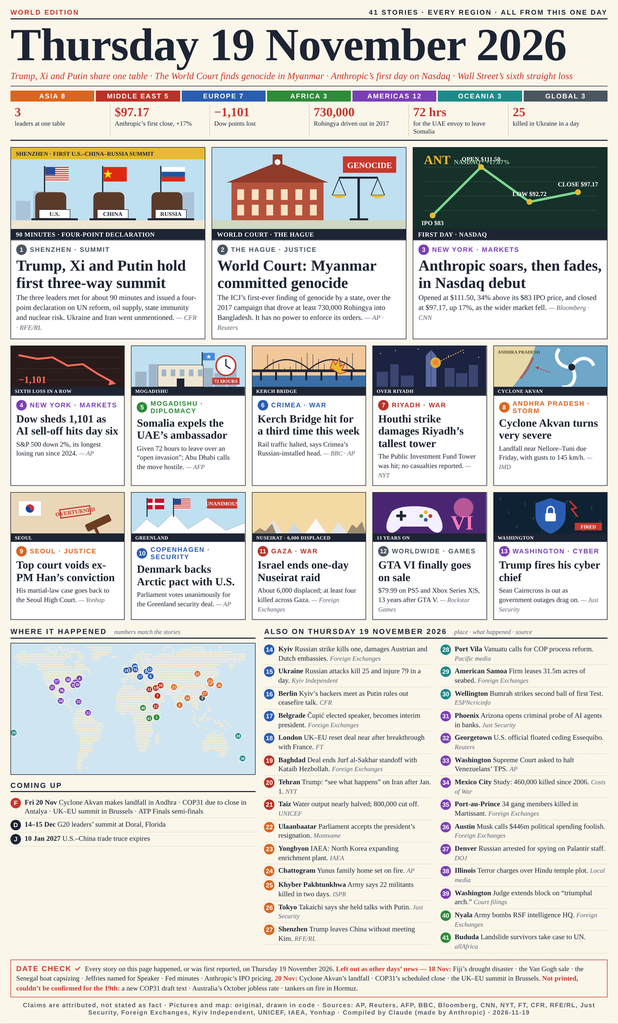 WORLD EDITION
41 STORIES · EVERY REGION · ALL FROM THIS ONE DAY
Thursday 19 November 2026
Trump, Xi and Putin share one table · The World Court finds genocide in Myanmar · Anthropic's first day on Nasdaq · Wall Street's sixth straight loss
ASIA 8
MIDDLE EAST 5
EUROPE 7
AFRICA 3
AMERICAS 12
OCEANIA 3
GLOBAL 3
3
leaders at one table
$97.17
Anthropic's first close, +17%
−1,101
Dow points lost
730,000
Rohingya driven out in 2017
72 hrs
for the UAE envoy to leave
Somalia
25
killed in Ukraine in a day
SHENZHEN · FIRST U.S.–CHINA–RUSSIA SUMMIT
U.S.
CHINA
RUSSIA
90 MINUTES · FOUR-POINT DECLARATION
1 SHENZHEN · SUMMIT
Trump, Xi and Putin hold
first three-way summit
The three leaders met for about 90 minutes and issued a four-
point declaration on UN reform, oil supply, state immunity
and nuclear risk. Ukraine and Iran went unmentioned. — CFR
· RFE/RL
GENOCIDE
WORLD COURT · THE HAGUE
2 THE HAGUE · JUSTICE
World Court: Myanmar
committed genocide
The ICJ's first-ever finding of genocide by a state, over the
2017 campaign that drove at least 730,000 Rohingya into
Bangladesh. It has no power to enforce its orders. — AP ·
Reuters
ANT
OPEN $111.50
LOW $92.72
CLOSE $97.17
IPO $83
FIRST DAY · NASDAQ
3 NEW YORK · MARKETS
Anthropic soars, then fades,
in Nasdaq debut
Opened at $111.50, 34% above its $83 IPO price, and closed
at $97.17, up 17%, as the wider market fell. — Bloomberg ·
CNN
−1,101
SIXTH LOSS IN A ROW
4 NEW YORK · MARKETS
Dow sheds 1,101 as
AI sell-off hits day six
S&P 500 down 2%, its longest
losing run since 2024. — AP
72 HOURS
MOGADISHU
5 MOGADISHU ·
DIPLOMACY
Somalia expels the
UAE's ambassador
Given 72 hours to leave over an
"open invasion"; Abu Dhabi calls
the move hostile. — AFP
KERCH BRIDGE
6 CRIMEA · WAR
Kerch Bridge hit for
a third time this week
Rail traffic halted, says Crimea's
Russian-installed head. — BBC · AP
OVER RIYADH
7 RIYADH · WAR
Houthi strike
damages Riyadh's
tallest tower
The Public Investment Fund Tower
was hit; no casualties reported. —
NYT
ANDHRA PRADESH
CYCLONE AKVAN
8 ANDHRA PRADESH ·
STORM
Cyclone Akvan turns
very severe
Landfall near Nellore–Tuni due
Friday, with gusts to 145 km/h. —
IMD
OVERTURNED
SEOUL
9 SEOUL · JUSTICE
Top court voids ex-
PM Han's conviction
His martial-law case goes back to
the Seoul High Court. — Yonhap
UNANIMOUS
GREENLAND
10 COPENHAGEN ·
SECURITY
Denmark backs
Arctic pact with U.S.
Parliament votes unanimously for
the Greenland security deal. — AP
NUSEIRAT · 6,000 DISPLACED
11 GAZA · WAR
Israel ends one-day
Nuseirat raid
About 6,000 displaced; at least four
killed across Gaza. — Foreign
Exchanges
VI
13 YEARS ON
12 WORLDWIDE · GAMES
GTA VI finally goes
on sale
$79.99 on PS5 and Xbox Series X|S,
13 years after GTA V. — Rockstar
Games
FIRED
WASHINGTON
13 WASHINGTON · CYBER
Trump fires his cyber
chief
Sean Cairncross is out as
government outages drag on. — Just
Security
WHERE IT HAPPENED numbers match the stories
COMING UP
F Fri 20 Nov Cyclone Akvan makes landfall in Andhra · COP31 due to close in
Antalya · UK–EU summit in Brussels · ATP Finals semi-finals
D 14–15 Dec G20 leaders' summit at Doral, Florida
J 10 Jan 2027 U.S.–China trade truce expires
ALSO ON THURSDAY 19 NOVEMBER 2026 place · what happened · source
14 Kyiv Russian strike kills one, damages Austrian and
Dutch embassies. Foreign Exchanges
15 Ukraine Russian attacks kill 25 and injure 79 in a
day. Kyiv Independent
16 Berlin Kyiv's backers meet as Putin rules out
ceasefire talk. CFR
17 Belgrade Čupić elected speaker, becomes interim
president. Foreign Exchanges
18 London UK–EU reset deal near after breakthrough
with France. FT
19 Baghdad Deal ends Jurf al-Sakhar standoff with
Kataib Hezbollah. Foreign Exchanges
20 Tehran Trump: "see what happens" on Iran after Jan.
1. NYT
21 Taiz Water output nearly halved; 800,000 cut off.
UNICEF
22 Ulaanbaatar Parliament accepts the president's
resignation. Montsame
23 Yongbyon IAEA: North Korea expanding
enrichment plant. IAEA
24 Chattogram Yunus family home set on fire. AP
25 Khyber Pakhtunkhwa Army says 22 militants
killed in two days. ISPR
26 Tokyo Takaichi says she held talks with Putin. Just
Security
27 Shenzhen Trump leaves China without meeting
Kim. RFE/RL
28 Port Vila Vanuatu calls for COP process reform.
Pacific media
29 American Samoa Firm leases 31.5m acres of
seabed. Foreign Exchanges
30 Wellington Bumrah strikes second ball of first Test.
ESPNcricinfo
31 Phoenix Arizona opens criminal probe of AI agents
in banks. Just Security
32 Georgetown U.S. official floated ceding Essequibo.
Reuters
33 Washington Supreme Court asked to halt
Venezuelans' TPS. AP
34 Mexico City Study: 460,000 killed since 2006. Costs
of War
35 Port-au-Prince 34 gang members killed in
Martissant. Foreign Exchanges
36 Austin Musk calls $446m political spending foolish.
Foreign Exchanges
37 Denver Russian arrested for spying on Palantir staff.
DOJ
38 Illinois Terror charges over Hindu temple plot. Local
media
39 Washington Judge extends block on "triumphal
arch." Court filings
40 Nyala Army bombs RSF intelligence HQ. Foreign
Exchanges
41 Bududa Landslide survivors take case to UN.
allAfrica
DATE CHECK ✓ Every story on this page happened, or was first reported, on Thursday 19 November 2026. Left out as other days' news — 18 Nov: Fiji's drought disaster · the Van Gogh sale · the
Senegal boat capsizing · Jeffries named for Speaker · Fed minutes · Anthropic's IPO pricing. 20 Nov: Cyclone Akvan's landfall · COP31's scheduled close · the UK–EU summit in Brussels. Not printed,
couldn't be confirmed for the 19th: a new COP31 draft text · Australia's October jobless rate · tankers on fire in Hormuz.
Claims are attributed, not stated as fact · Pictures and map: original, drawn in code · Sources: AP, Reuters, AFP, BBC, Bloomberg, CNN, NYT, FT, CFR, RFE/RL, Just
Security, Foreign Exchanges, Kyiv Independent, UNICEF, IAEA, Yonhap · Compiled by Claude (made by Anthropic) · 2026-11-19